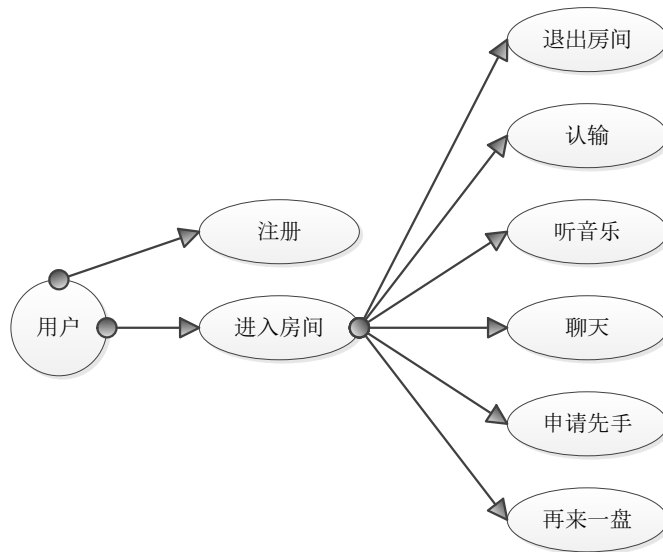 退出房间
认输
注册
听音乐
用户
进入房间
聊天
申请先手
再来一盘